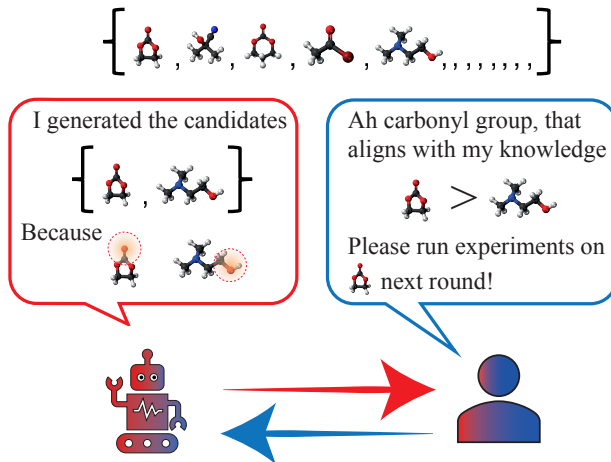 { , , , , , , , , , , , , }
I generated the candidates
{ , }
Because
Ah carbonyl group, that
aligns with my knowledge
>
Please run experiments on
next round!